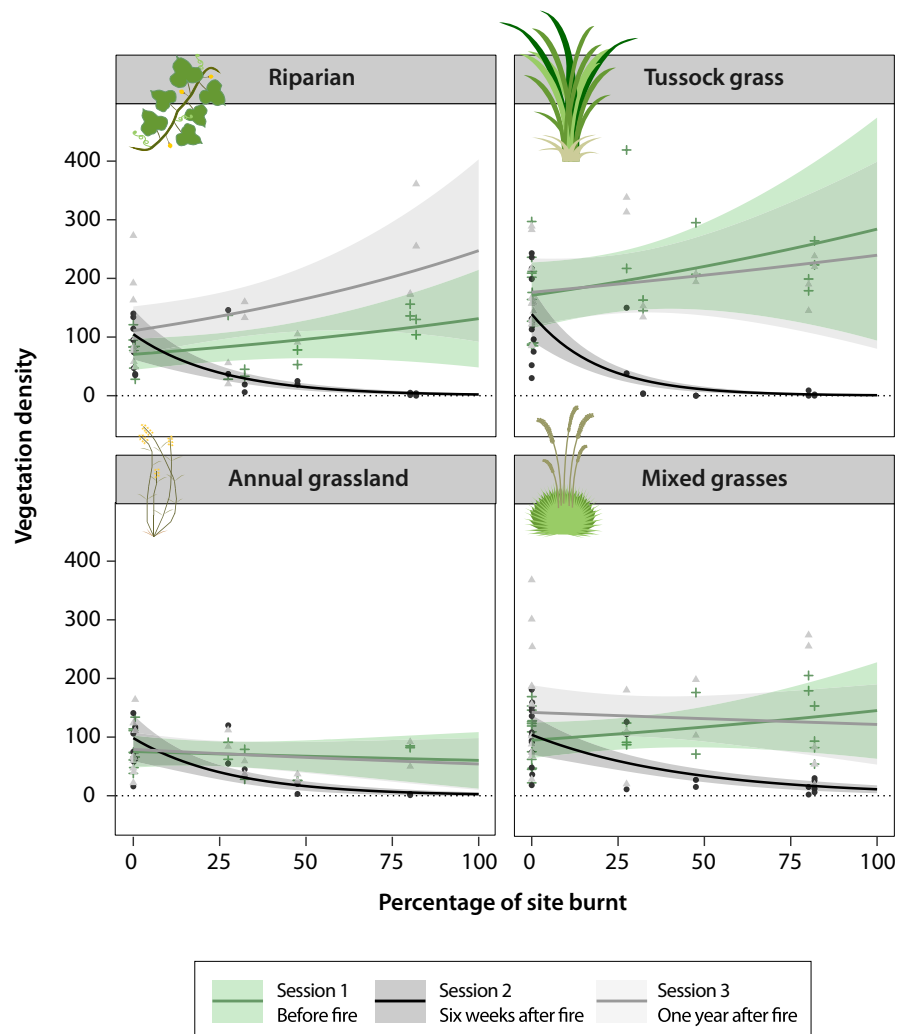 Riparian
Tussock grass
400
300
200
100
0
Annual grassland
Mixed grasses
400
300
200
100
0
0 25 50 75 100
0 25 50 75 100
Vegetation density
Percentage of site burnt
Session 1
Before fire
Session 2
Six weeks after fire
Session 3
One year after fire